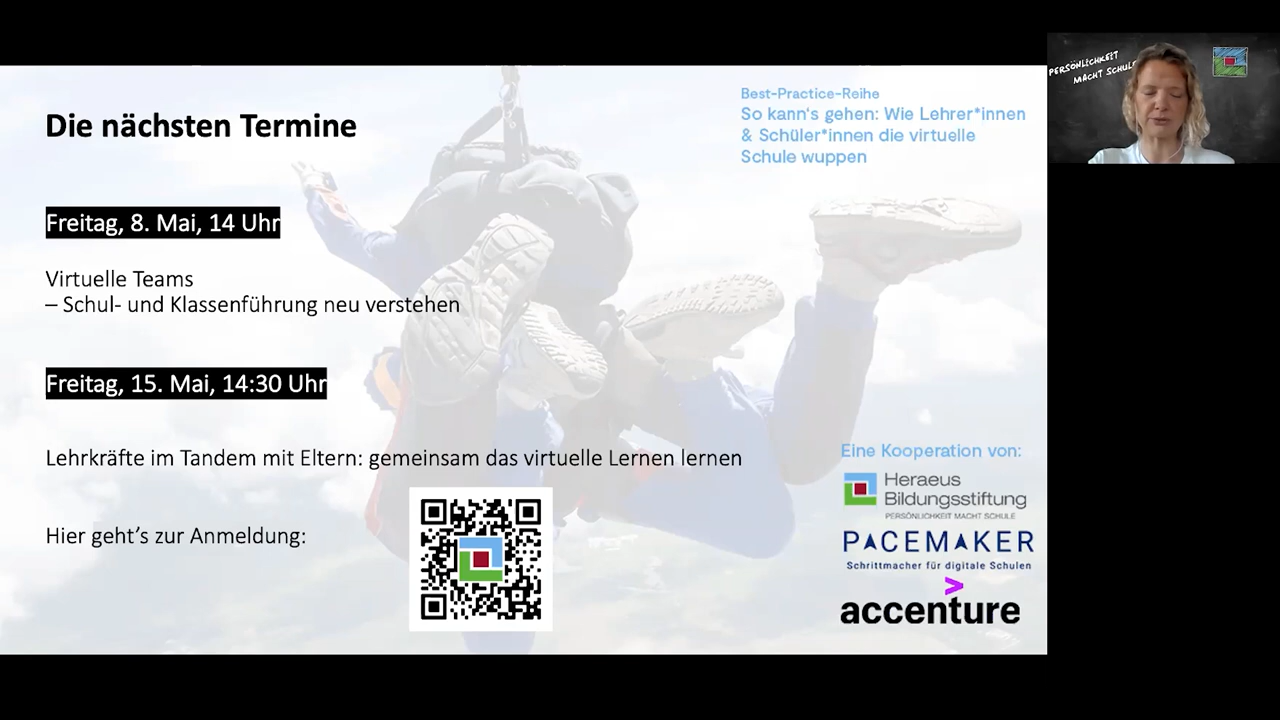 Die nächsten Termine
Best-Practice-Reihe
So kann's gehen: Wie Lehrer*innen
& Schüler*innen die virtuelle
Schule wuppen
Freitag, 8. Mai, 14 Uhr
Virtuelle Teams
– Schul- und Klassenführung neu verstehen
Freitag, 15. Mai, 14:30 Uhr
Lehrkräfte im Tandem mit Eltern: gemeinsam das virtuelle Lernen lernen
Hier geht's zur Anmeldung:
Eine Kooperation von:
Heraeus
Bildungsstiftung
PERSÖNLICHKEIT MACHT SCHULE
PACEMAKER
Schrittmacher für digitale Schulen
accenture
PERSÖNLICHKEIT
MACHT SCHULE